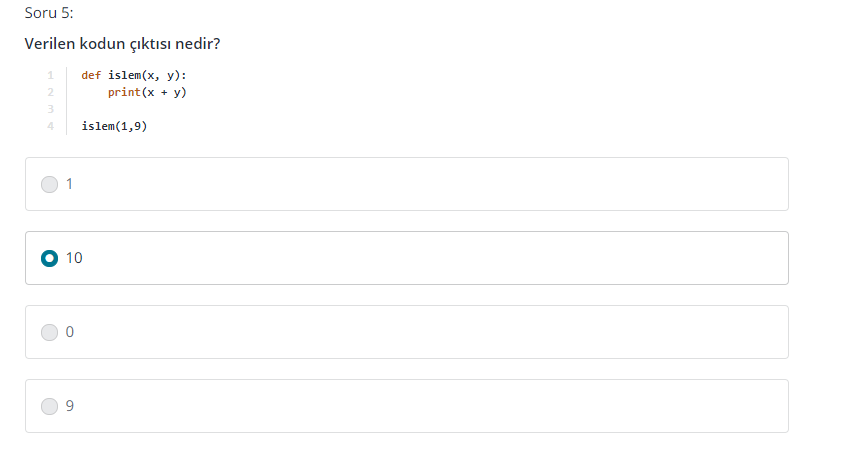 Soru 5:
Verilen kodun çıktısı nedir?
1 def islem(x, y):
2     print(x + y)
3
4 islem(1,9)
1
10
0
9